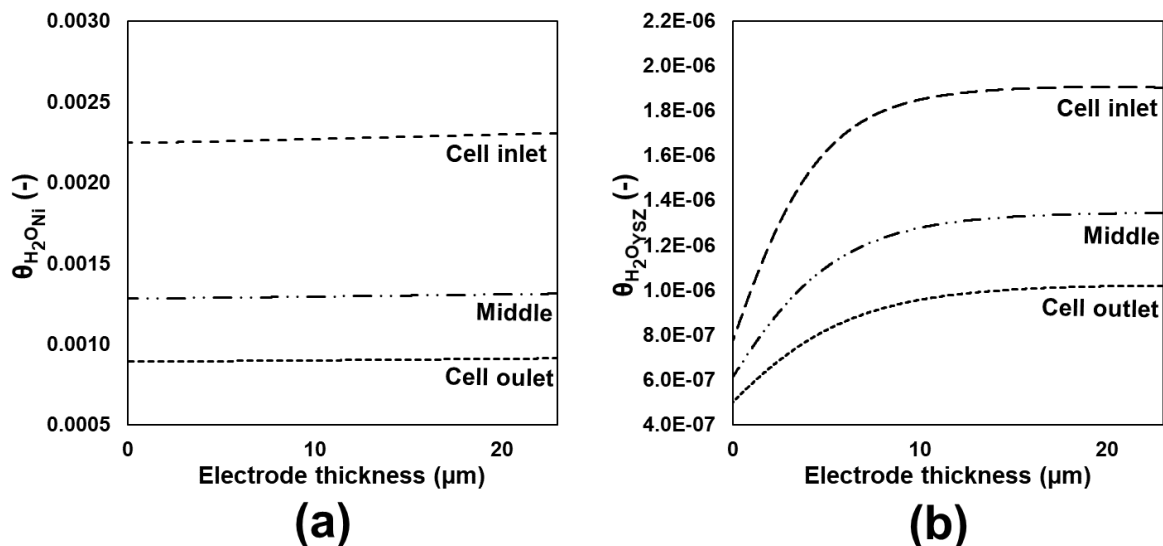 0.0030
0.0025
0.0020
0.0015
0.0010
0.0005
θH2ONi (-)
Cell inlet
Middle
Cell oulet
0 10 20
Electrode thickness (μm)
(a)
2.2E-06
2.0E-06
1.8E-06
1.6E-06
1.4E-06
1.2E-06
1.0E-06
8.0E-07
6.0E-07
4.0E-07
θH2OYSZ (-)
Cell inlet
Middle
Cell outlet
0 10 20
Electrode thickness (μm)
(b)